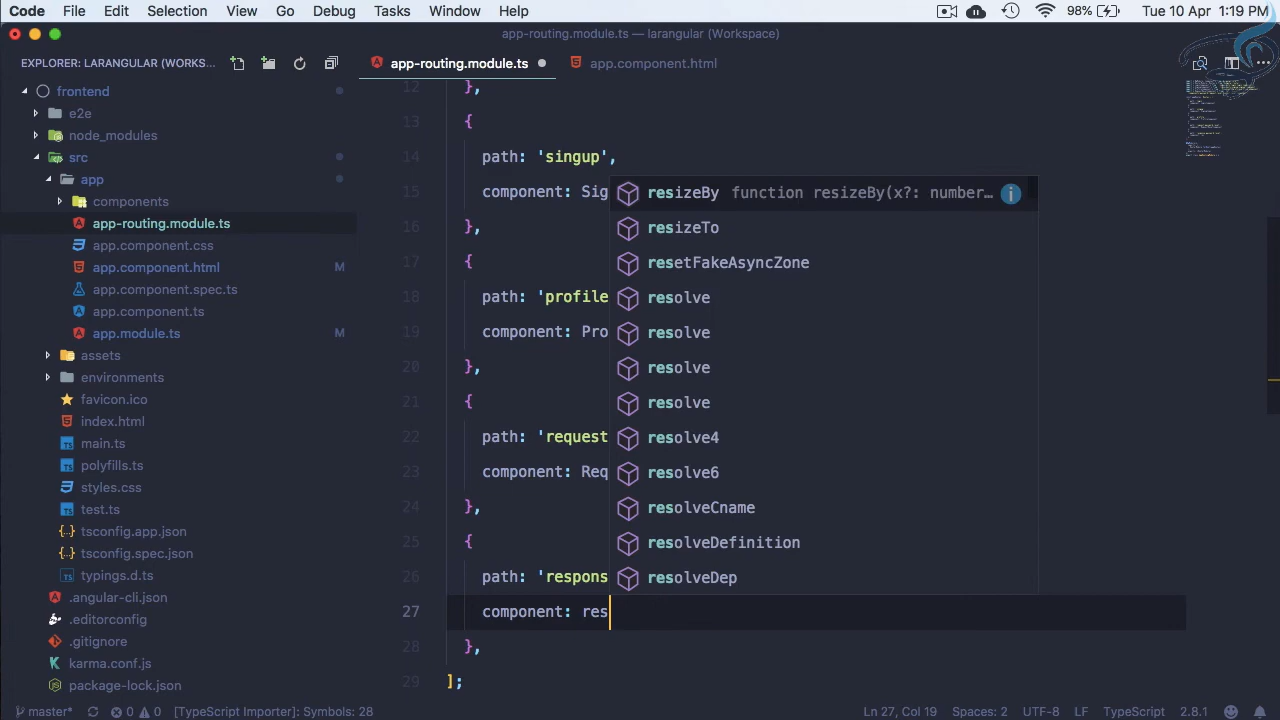 Code File Edit Selection View Go Debug Tasks Window Help 98% Tue 10 Apr 1:19 PM
app-routing.module.ts — larangular (Workspace)
EXPLORER: LARANGULAR (WORKS...
app-routing.module.ts
app.component.html
frontend
e2e
node_modules
src
app
components
app-routing.module.ts
app.component.css
app.component.html M
app.component.spec.ts
app.component.ts
app.module.ts M
assets
environments
favicon.ico
index.html
main.ts
polyfills.ts
styles.css
test.ts
tsconfig.app.json
tsconfig.spec.json
typings.d.ts
.angular-cli.json
.editorconfig
.gitignore
karma.conf.js
package-lock.json
12 },
13 {
14 path: 'singup',
15 component: Sig
16 },
17 {
18 path: 'profile
19 component: Pro
20 },
21 {
22 path: 'request
23 component: Req
24 },
25 {
26 path: 'respons
27 component: res
28 },
29 ];
resizeBy function resizeBy(x?: number...
resizeTo
resetFakeAsyncZone
resolve
resolve
resolve
resolve
resolve4
resolve6
resolveCname
resolveDefinition
resolveDep
master* 0 0 [TypeScript Importer]: Symbols: 28 Ln 27, Col 19 Spaces: 2 UTF-8 LF TypeScript 2.8.1